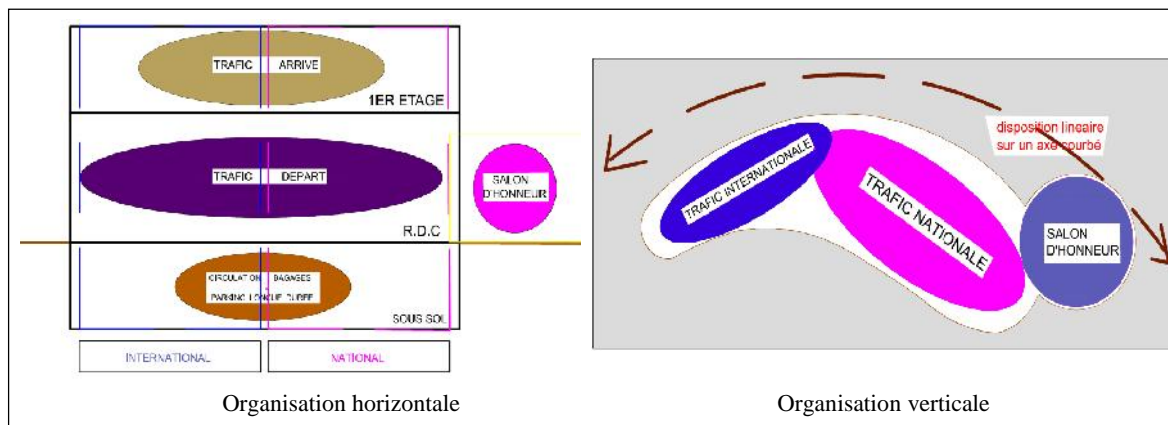 TRAFIC ARRIVE
1ER ETAGE
TRAFIC DEPART
SALON
D'HONNEUR
R.D.C
CIRCULATION BAGAGES
PARKING LONGUE DUREE
SOUS SOL
INTERNATIONAL
NATIONAL
Organisation horizontale
disposition lineaire
sur un axe courbé
TRAFIC INTERNATIONALE
TRAFIC NATIONALE
SALON
D'HONNEUR
Organisation verticale